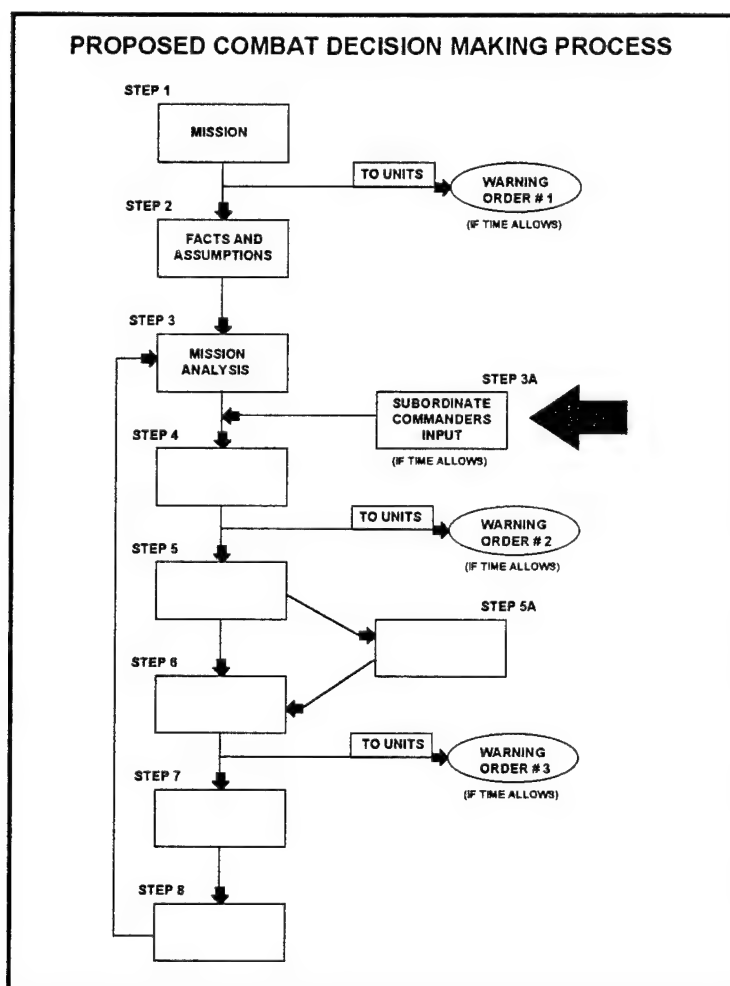 PROPOSED COMBAT DECISION MAKING PROCESS
STEP 1
MISSION
TO UNITS
WARNING
ORDER # 1
(IF TIME ALLOWS)
STEP 2
FACTS AND
ASSUMPTIONS
STEP 3
MISSION
ANALYSIS
STEP 3A
SUBORDINATE
COMMANDERS
INPUT
(IF TIME ALLOWS)
STEP 4
TO UNITS
WARNING
ORDER # 2
(IF TIME ALLOWS)
STEP 5
STEP 5A
STEP 6
TO UNITS
WARNING
ORDER # 3
(IF TIME ALLOWS)
STEP 7
STEP 8